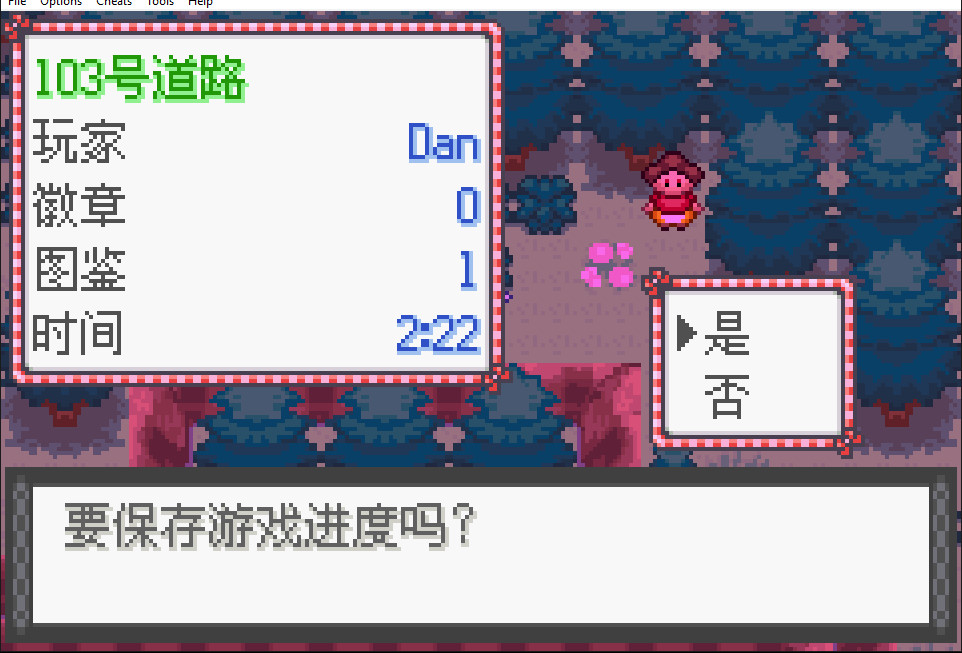 File Options Cheats Tools Help
103号道路
玩家 Dan
徽章 0
图鉴 1
时间 2:22
是
否
要保存游戏进度吗?